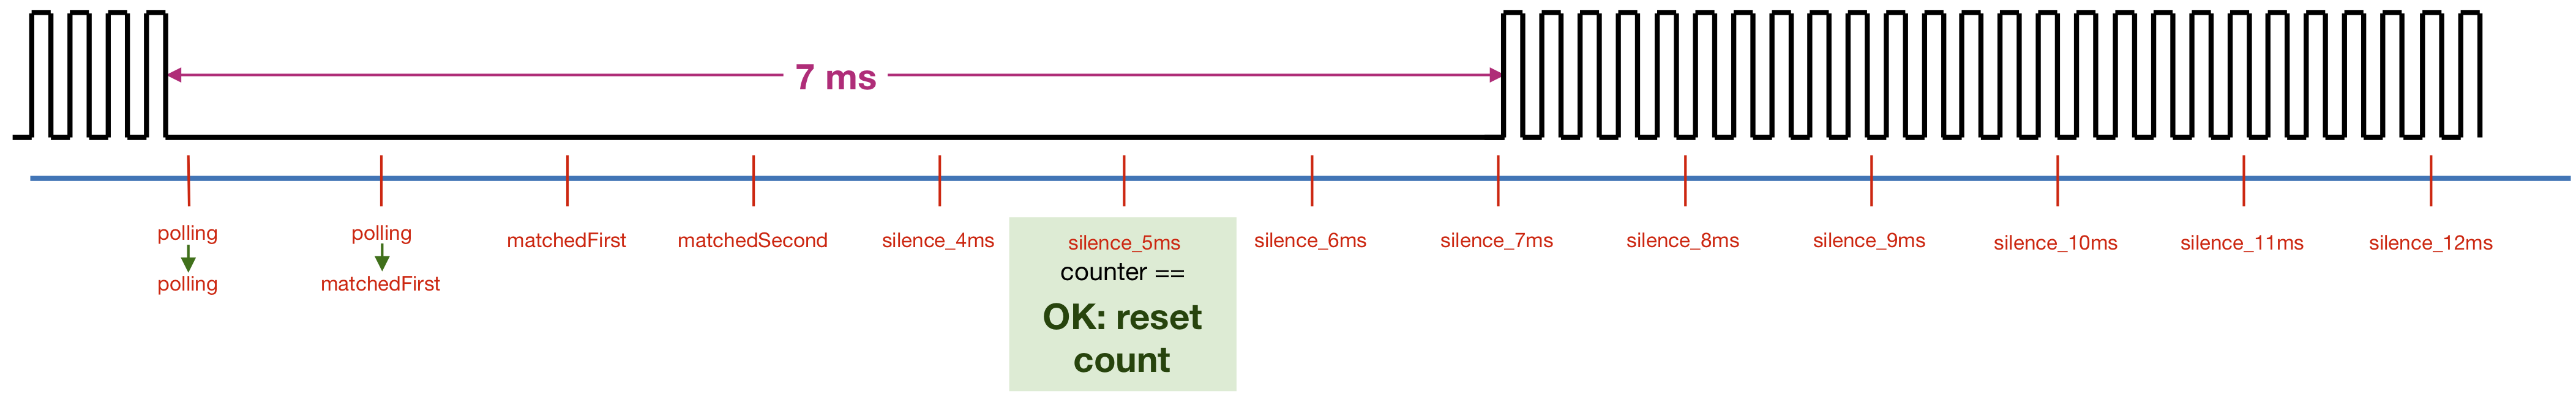 7 ms
polling
polling
polling
matchedFirst
matchedFirst
matchedSecond
silence_4ms
silence_5ms
counter ==
OK: reset
count
silence_6ms
silence_7ms
silence_8ms
silence_9ms
silence_10ms
silence_11ms
silence_12ms